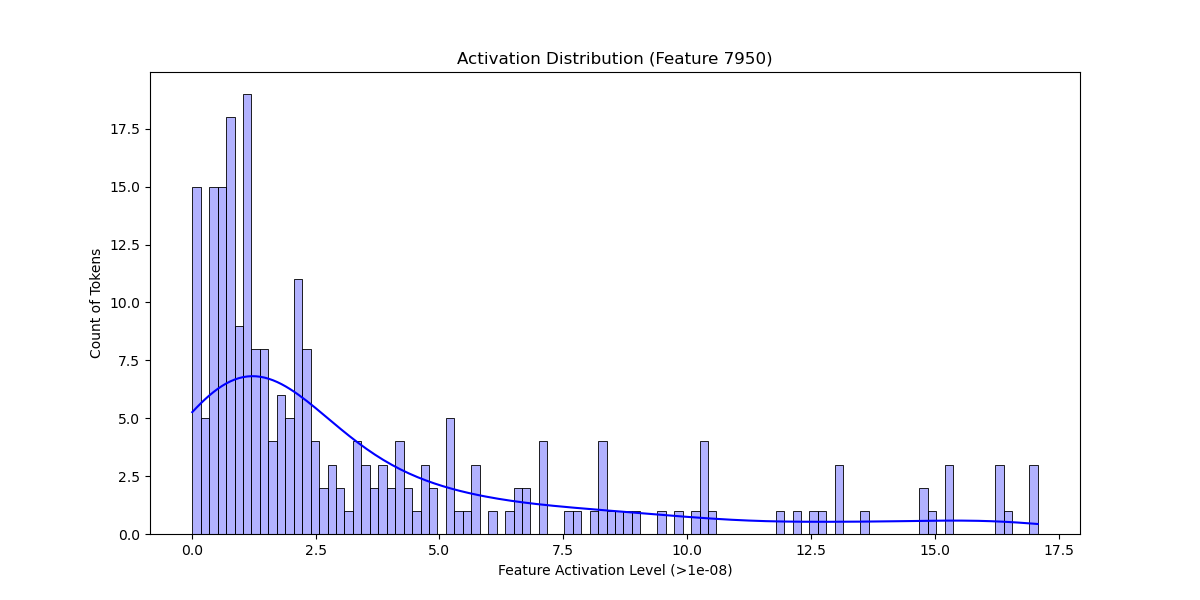 Activation Distribution (Feature 7950)
Count of Tokens
17.5
15.0
12.5
10.0
7.5
5.0
2.5
0.0
0.0 2.5 5.0 7.5 10.0 12.5 15.0 17.5
Feature Activation Level (>1e-08)